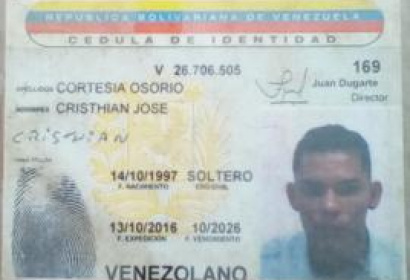 REPUBLICA BOLIVARIANA DE VENEZUELA
CEDULA DE IDENTIDAD
V 26.706.505
169
APELLIDOS CORTESIA OSORIO
Juan Dugarte
Director
NOMBRES CRISTHIAN JOSE
CRISTHIAN
14/10/1997 SOLTERO
F. NACIMIENTO EDO CIVIL
13/10/2016 10/2026
F. EXPEDICION F. VENCIMIENTO
VENEZOLANO